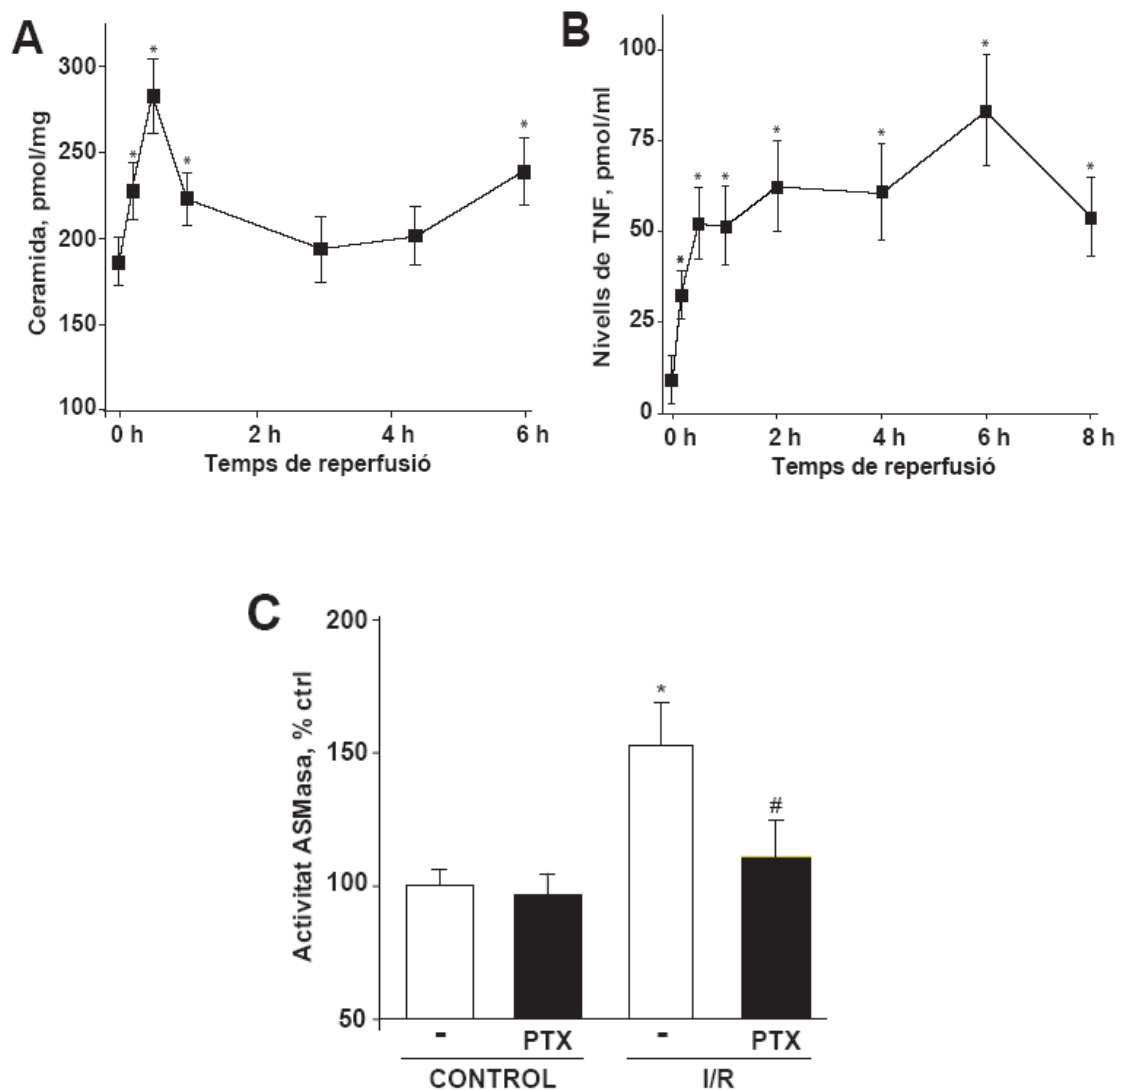 A
Ceramida, pmol/mg
300
250
200
150
100
*
*
*
*
0 h
2 h
4 h
6 h
Temps de reperfusió
B
Nivells de TNF, pmol/ml
100
75
50
25
0
*
*
*
*
*
*
*
0 h
2 h
4 h
6 h
8 h
Temps de reperfusió
C
Activitat ASMasa, % ctrl
200
150
100
50
*
#
-
PTX
-
PTX
CONTROL
I/R